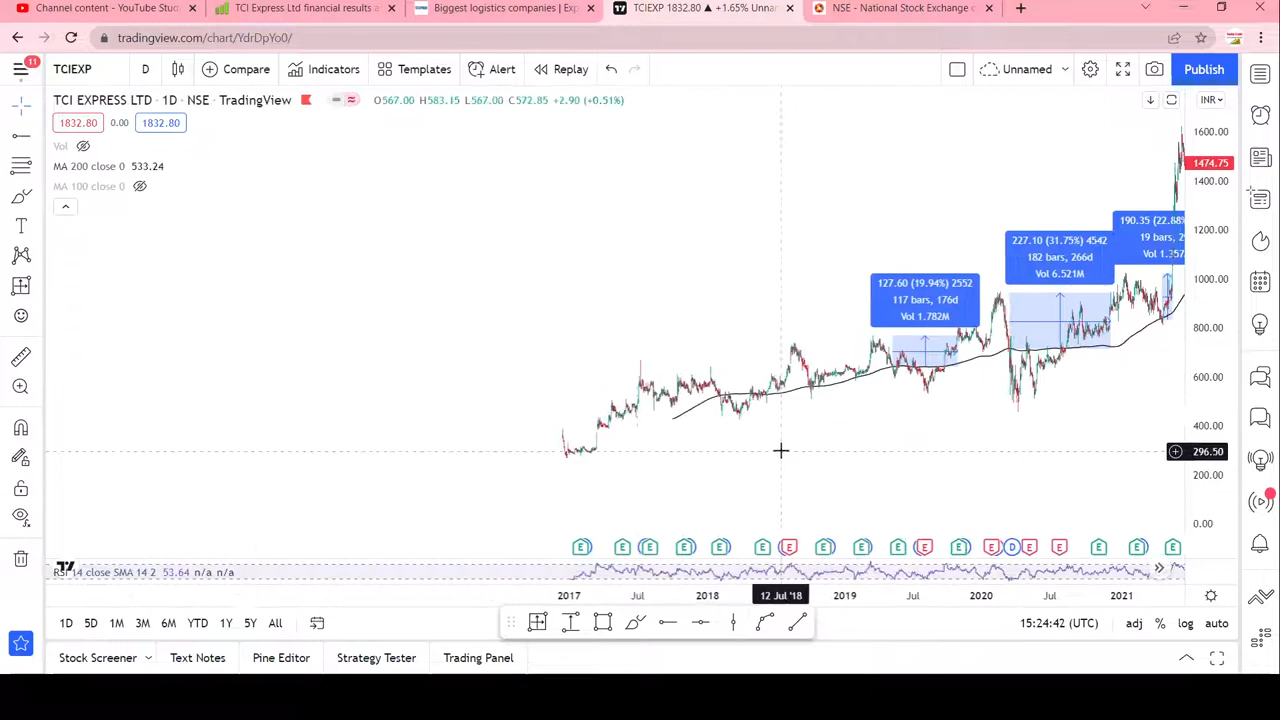 Channel content - YouTube Stud
TCI Express Ltd financial results a
Biggest logistics companies | Exp
TCIEXP 1832.80 ▲ +1.65% Unnar
NSE - National Stock Exchange o
tradingview.com/chart/YdrDpYo0/
11
TCIEXP
D
Compare
Indicators
Templates
Alert
Replay
Unnamed
Publish
TCI EXPRESS LTD · 1D · NSE · TradingView
O567.00 H583.15 L567.00 C572.85 +2.90 (+0.51%)
INR
1832.80
0.00
1832.80
Vol
MA 200 close 0 533.24
MA 100 close 0
1600.00
1474.75
1400.00
1200.00
1000.00
800.00
600.00
400.00
296.50
200.00
0.00
127.60 (19.94%) 2552
117 bars, 176d
Vol 1.782M
227.10 (31.75%) 4542
182 bars, 266d
Vol 6.521M
190.35 (22.88%
19 bars, 2
Vol 1.357
E E E E E E E E E E E E E D E E E E E
RSI 14 close SMA 14 2 53.64 n/a n/a
2017
Jul
2018
12 Jul '18
2019
Jul
2020
Jul
2021
1D
5D
1M
3M
6M
YTD
1Y
5Y
All
15:24:42 (UTC)
adj
%
log
auto
Stock Screener
Text Notes
Pine Editor
Strategy Tester
Trading Panel